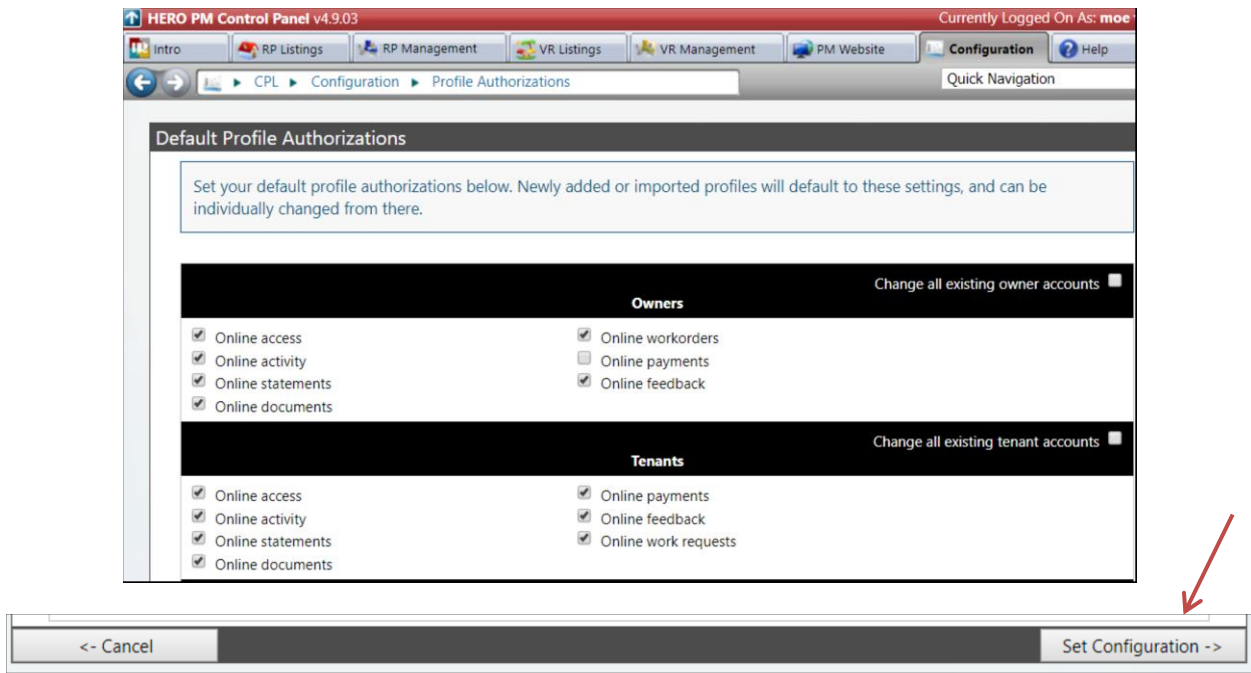 HERO PM Control Panel v4.9.03 Currently Logged On As: moe
Intro RP Listings RP Management VR Listings VR Management PM Website Configuration Help
CPL Configuration Profile Authorizations Quick Navigation
Default Profile Authorizations
Set your default profile authorizations below. Newly added or imported profiles will default to these settings, and can be
individually changed from there.
Change all existing owner accounts
Owners
Online access Online workorders
Online activity Online payments
Online statements Online feedback
Online documents
Change all existing tenant accounts
Tenants
Online access Online payments
Online activity Online feedback
Online statements Online work requests
Online documents
<- Cancel Set Configuration ->